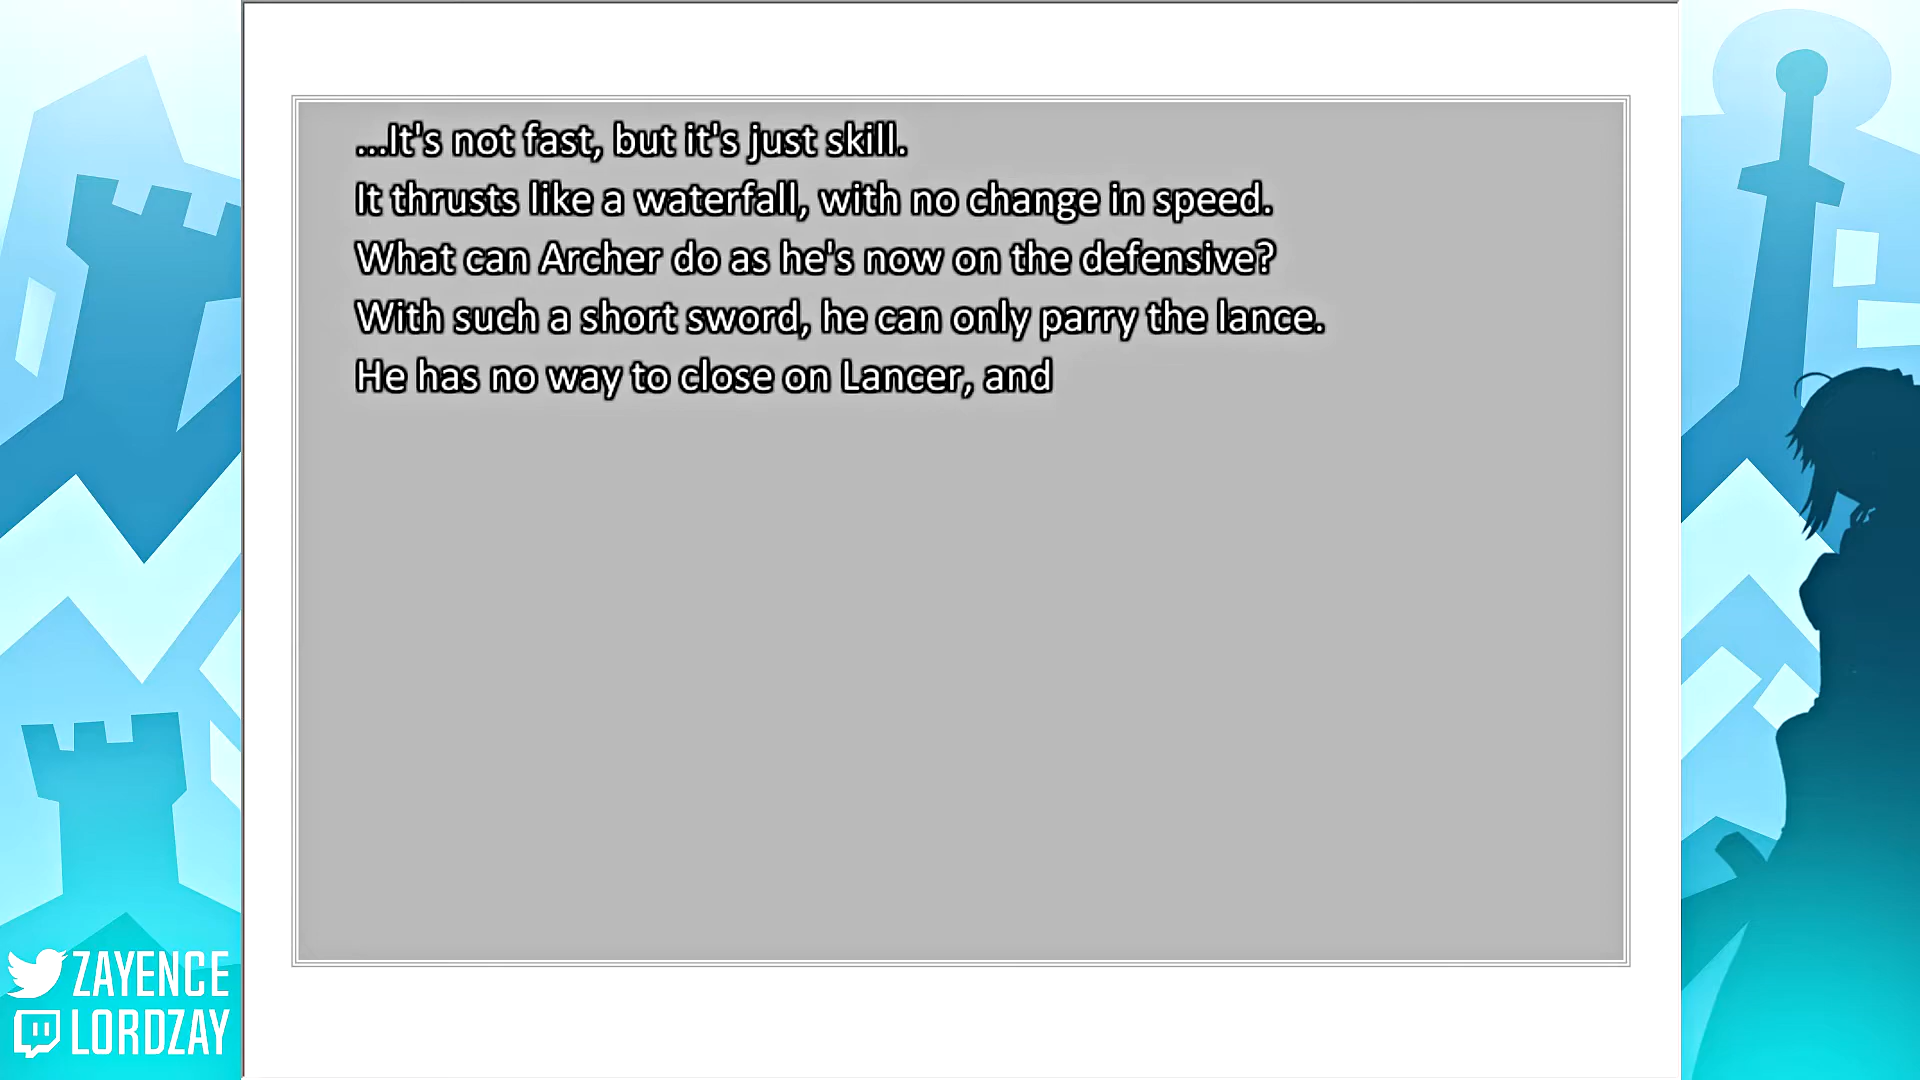 ...It's not fast, but it's just skill.
It thrusts like a waterfall, with no change in speed.
What can Archer do as he's now on the defensive?
With such a short sword, he can only parry the lance.
He has no way to close on Lancer, and
ZAYENCE
LORDZAY